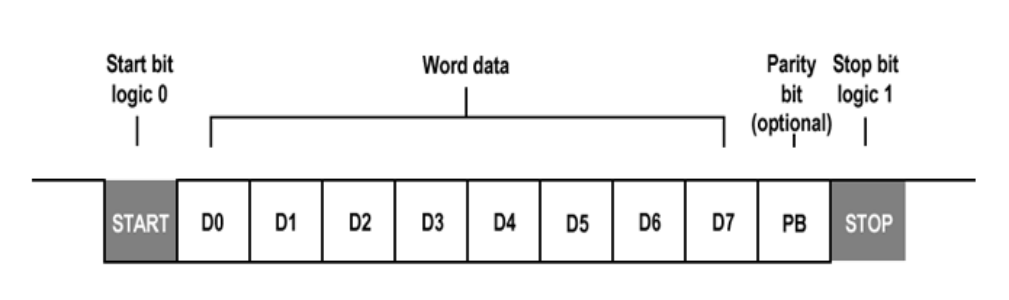 Start bit
logic 0
Word data
Parity
bit
(optional)
Stop bit
logic 1
START D0 D1 D2 D3 D4 D5 D6 D7 PB STOP